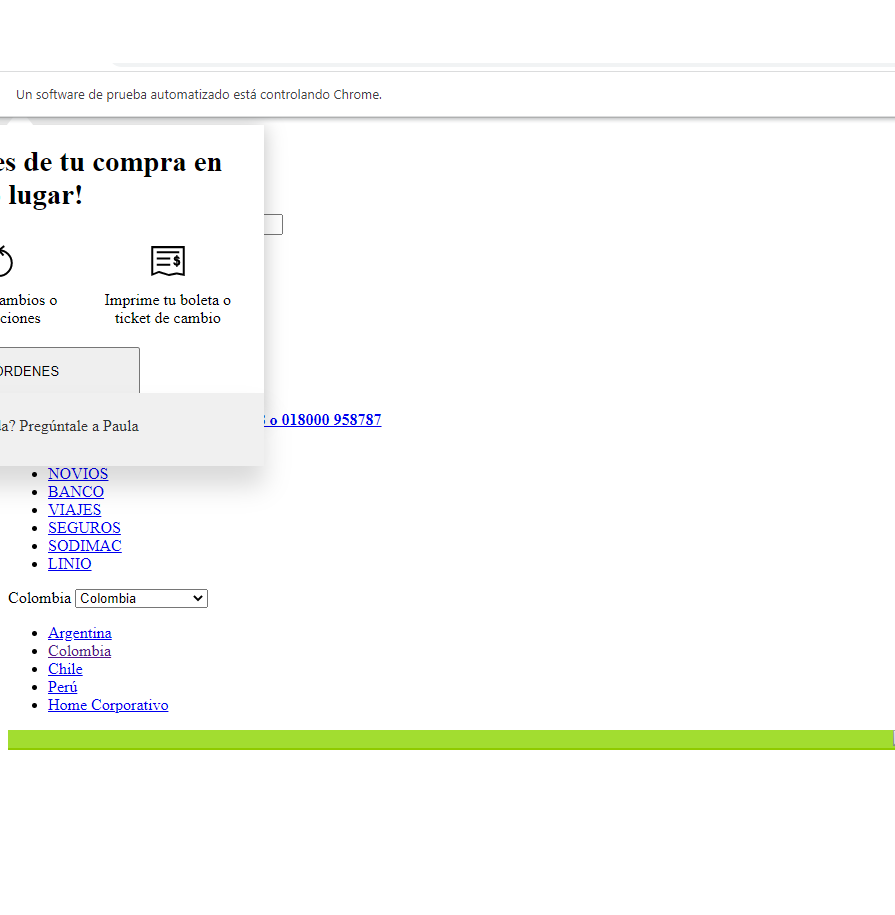 Un software de prueba automatizado está controlando Chrome.
es de tu compra en
lugar!
$
ambios o
ciones
Imprime tu boleta o
ticket de cambio
ORDENES
o 018000 958787
da? Pregúntale a Paula
NOVIOS
BANCO
VIAJES
SEGUROS
SODIMAC
LINIO
Colombia Colombia
Argentina
Colombia
Chile
Perú
Home Corporativo